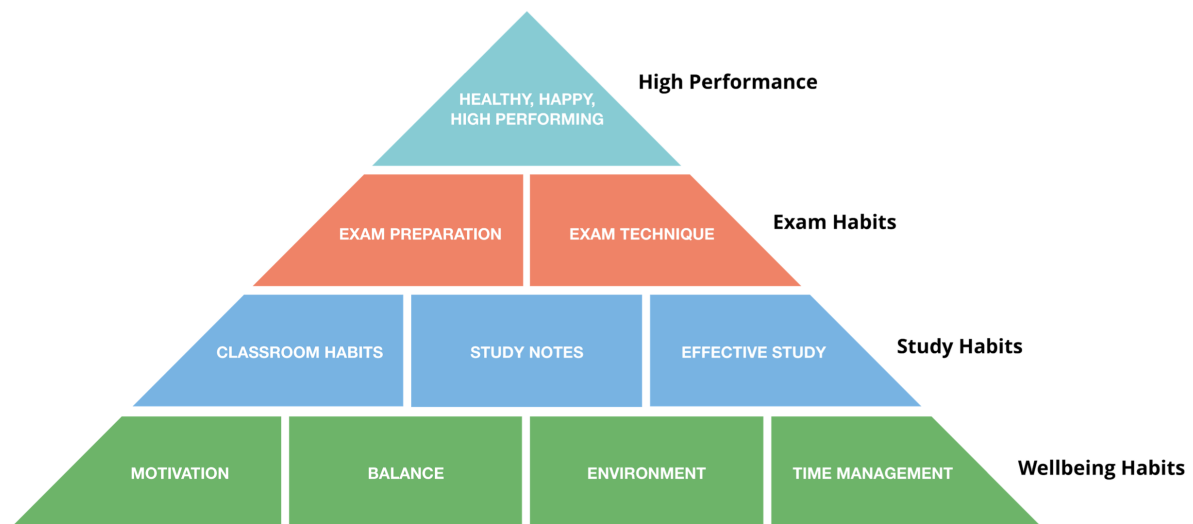 HEALTHY, HAPPY,
HIGH PERFORMING
High Performance
EXAM PREPARATION
EXAM TECHNIQUE
Exam Habits
CLASSROOM HABITS
STUDY NOTES
EFFECTIVE STUDY
Study Habits
MOTIVATION
BALANCE
ENVIRONMENT
TIME MANAGEMENT
Wellbeing Habits